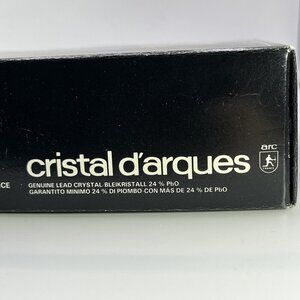 arc
cristal d'arques
CE
GENUINE LEAD CRYSTAL-BLEIKRISTALL 24 % PbO
GARANTITO MINIMO 24 % DI PIOMBO-CON MÁS DE 24 % DE PbO